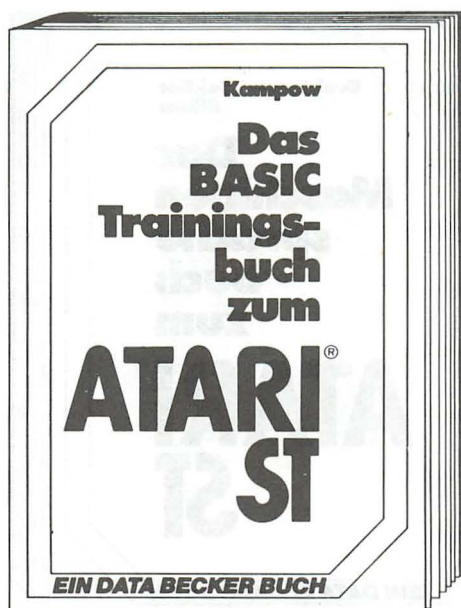 Kampow
Das
BASIC
Trainings-
buch
zum
ATARI®
ST
EIN DATA BECKER BUCH